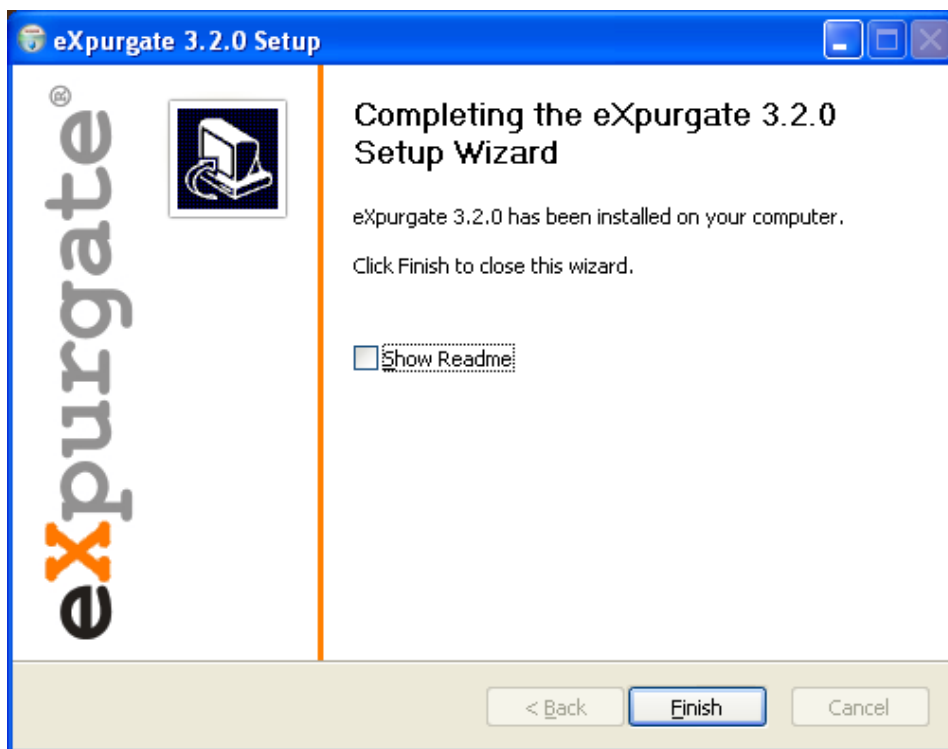 eXpurgate 3.2.0 Setup
eXpurgate®
Completing the eXpurgate 3.2.0
Setup Wizard
eXpurgate 3.2.0 has been installed on your computer.
Click Finish to close this wizard.
Show Readme
< Back
Finish
Cancel